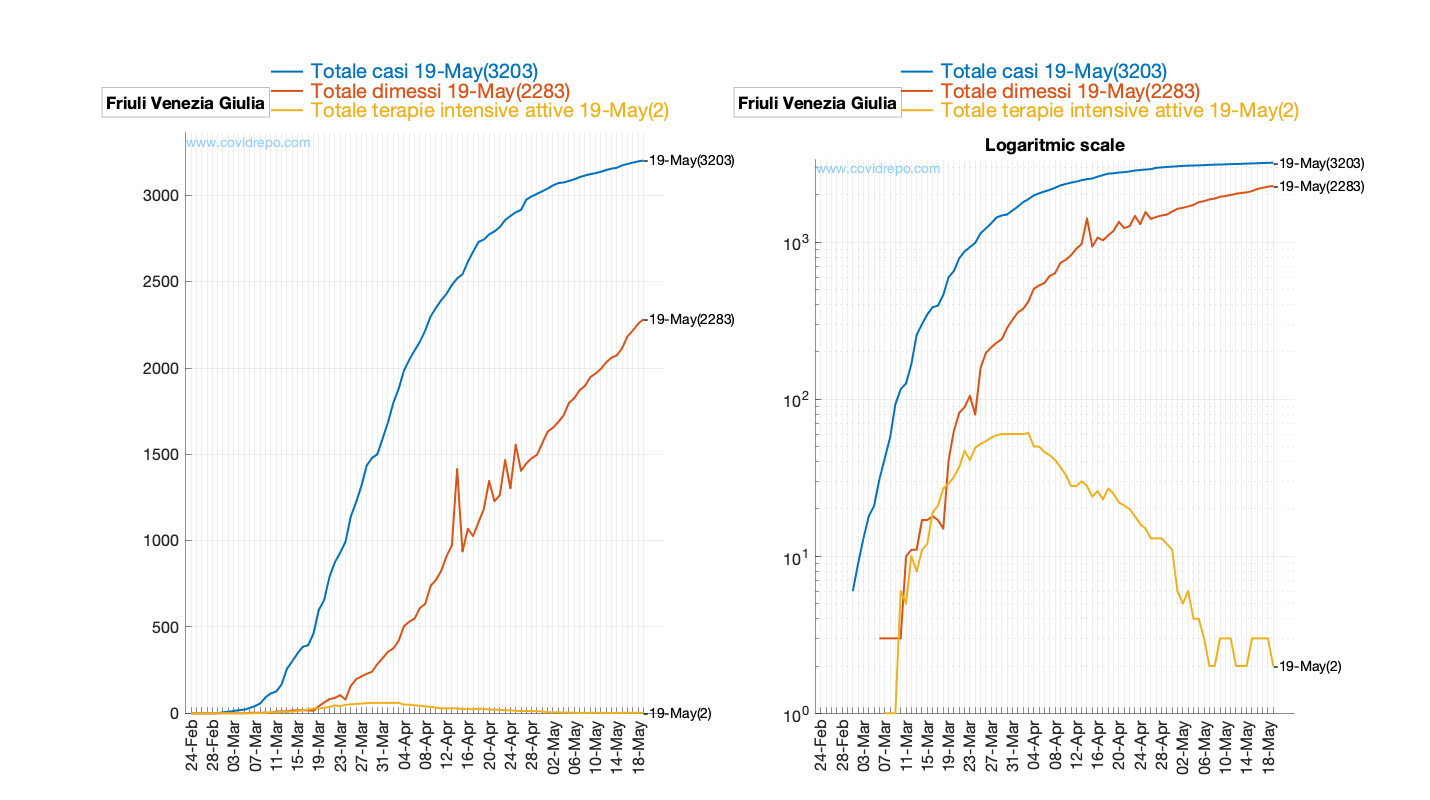 Totale casi 19-May(3203)
Totale dimessi 19-May(2283)
Totale terapie intensive attive 19-May(2)
Friuli Venezia Giulia
www.covidrepo.com
19-May(3203)
19-May(2283)
19-May(2)
3000
2500
2000
1500
1000
500
0
24-Feb
28-Feb
03-Mar
07-Mar
11-Mar
15-Mar
19-Mar
23-Mar
27-Mar
31-Mar
04-Apr
08-Apr
12-Apr
16-Apr
20-Apr
24-Apr
28-Apr
02-May
06-May
10-May
14-May
18-May
Totale casi 19-May(3203)
Totale dimessi 19-May(2283)
Totale terapie intensive attive 19-May(2)
Friuli Venezia Giulia
Logaritmic scale
www.covidrepo.com
19-May(3203)
19-May(2283)
19-May(2)
10^3
10^2
10^1
10^0
24-Feb
28-Feb
03-Mar
07-Mar
11-Mar
15-Mar
19-Mar
23-Mar
27-Mar
31-Mar
04-Apr
08-Apr
12-Apr
16-Apr
20-Apr
24-Apr
28-Apr
02-May
06-May
10-May
14-May
18-May